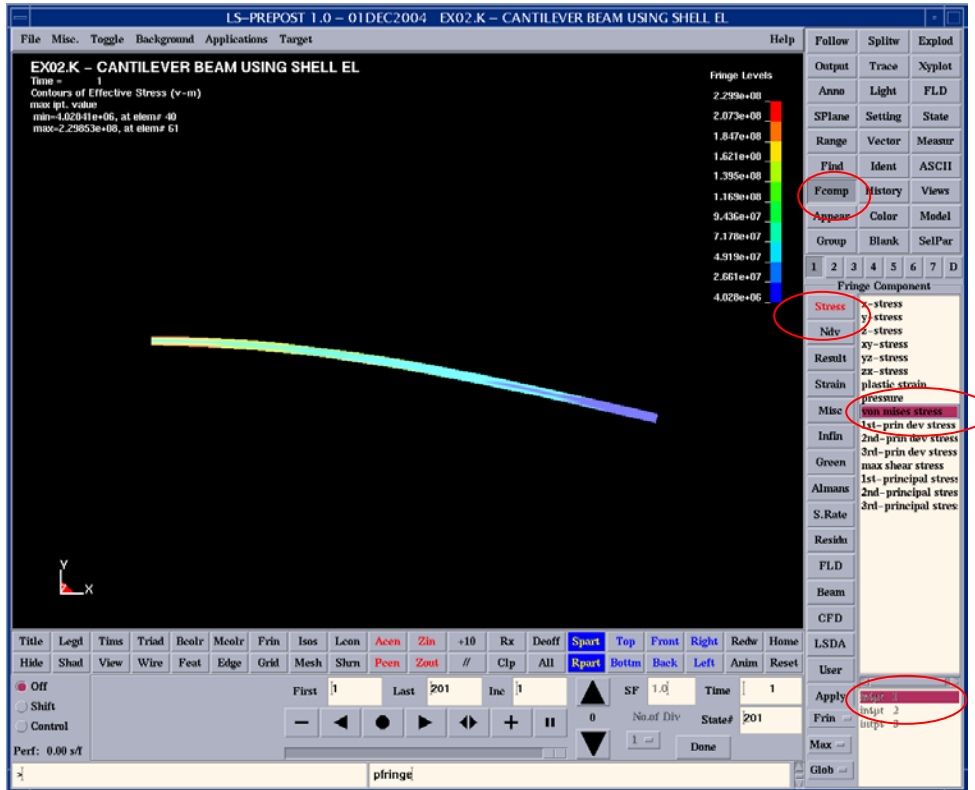 LS-PREPOST 1.0 – 01DEC2004 EX02.K – CANTILEVER BEAM USING SHELL EL
File Misc. Toggle Background Applications Target Help
EX02.K – CANTILEVER BEAM USING SHELL EL
Time = 1
Contours of Effective Stress (v-m)
max ipt. value
min=4.02841e+06, at elem# 40
max=2.29853e+08, at elem# 61
Fringe Levels
2.299e+08
2.073e+08
1.847e+08
1.621e+08
1.395e+08
1.169e+08
9.436e+07
7.178e+07
4.919e+07
2.661e+07
4.028e+06
Y
Z X
Follow Splitw Explod
Output Trace Xyplot
Anno Light FLD
SPlane Setting State
Range Vector Measur
Find Ident ASCII
Fcomp History Views
Appear Color Model
Group Blank SelPar
1 2 3 4 5 6 7 D
Fringe Component
Stress
Ndv
Result
Strain
Misc
Infin
Green
Almans
S.Rate
Residu
FLD
Beam
CFD
LSDA
User
Apply
Frin
Max
Glob
x-stress
y-stress
z-stress
xy-stress
yz-stress
zx-stress
plastic strain
pressure
von mises stress
1st-prin dev stress
2nd-prin dev stress
3rd-prin dev stress
max shear stress
1st-principal stress
2nd-principal stres
3rd-principal stres
intpt 1
intpt 2
intpt 3
Title Legd Tims Triad Bcolr Mcolr Frin Isos Lcon Acen Zin +10 Rx Deoff Spart Top Front Right Redw Home
Hide Shad View Wire Feat Edge Grid Mesh Shrn Pcen Zout // Clp All Rpart Bottm Back Left Anim Reset
Off
Shift
Control
Perf: 0.00 s/f
First 1 Last 201 Inc 1
0
SF 1.0 Time 1
No.of Div State# 201
1 Done
>
pfringe